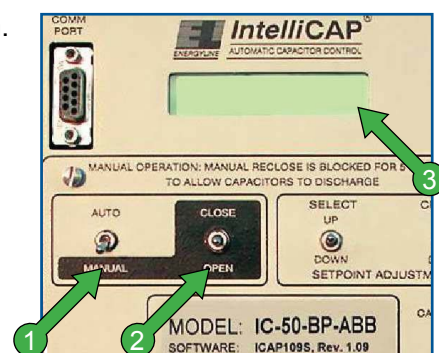 .
COMM
PORT
IntelliCAP®
ENERGYLINE
AUTOMATIC CAPACITOR CONTROL
MANUAL OPERATION: MANUAL RECLOSE IS BLOCKED FOR 5
TO ALLOW CAPACITORS TO DISCHARGE
3
AUTO
MANUAL
CLOSE
OPEN
SELECT
UP
DOWN
SETPOINT ADJUSTM
1
2
MODEL: IC-50-BP-ABB
SOFTWARE: ICAP109S, Rev. 1.09